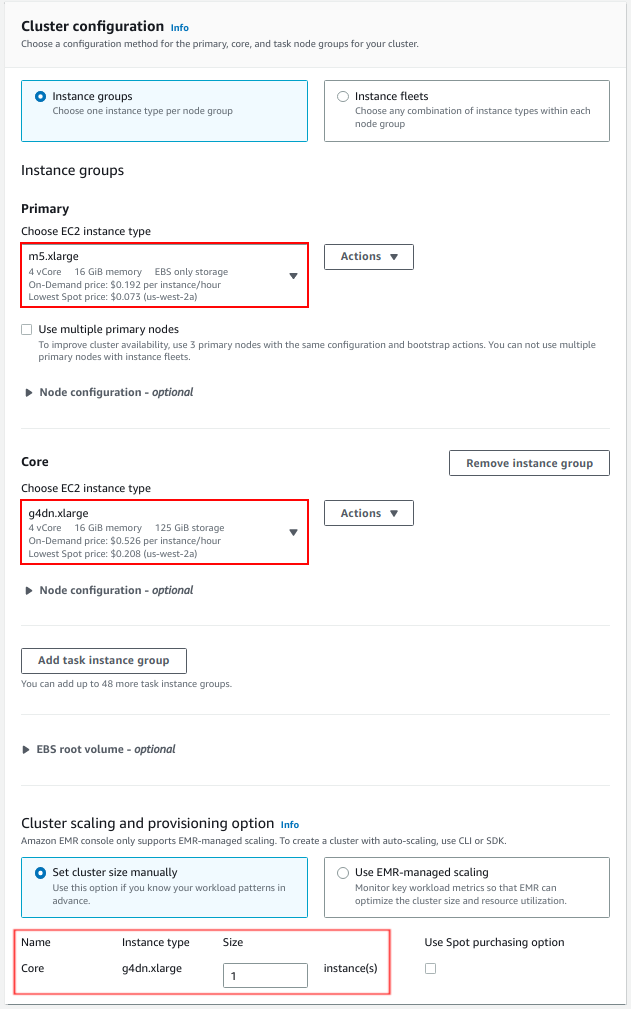 Cluster configuration Info
Choose a configuration method for the primary, core, and task node groups for your cluster.
Instance groups
Choose one instance type per node group
Instance fleets
Choose any combination of instance types within each
node group
Instance groups
Primary
Choose EC2 instance type
m5.xlarge
4 vCore 16 GiB memory EBS only storage
On-Demand price: $0.192 per instance/hour
Lowest Spot price: $0.073 (us-west-2a)
Actions
Use multiple primary nodes
To improve cluster availability, use 3 primary nodes with the same configuration and bootstrap actions. You can not use multiple
primary nodes with instance fleets.
Node configuration - optional
Core
Remove instance group
Choose EC2 instance type
g4dn.xlarge
4 vCore 16 GiB memory 125 GiB storage
On-Demand price: $0.526 per instance/hour
Lowest Spot price: $0.208 (us-west-2a)
Actions
Node configuration - optional
Add task instance group
You can add up to 48 more task instance groups.
EBS root volume - optional
Cluster scaling and provisioning option Info
Amazon EMR console only supports EMR-managed scaling. To create a cluster with auto-scaling, use CLI or SDK.
Set cluster size manually
Use this option if you know your workload patterns in
advance.
Use EMR-managed scaling
Monitor key workload metrics so that EMR can
optimize the cluster size and resource utilization.
Name Instance type Size Use Spot purchasing option
Core g4dn.xlarge 1 instance(s)